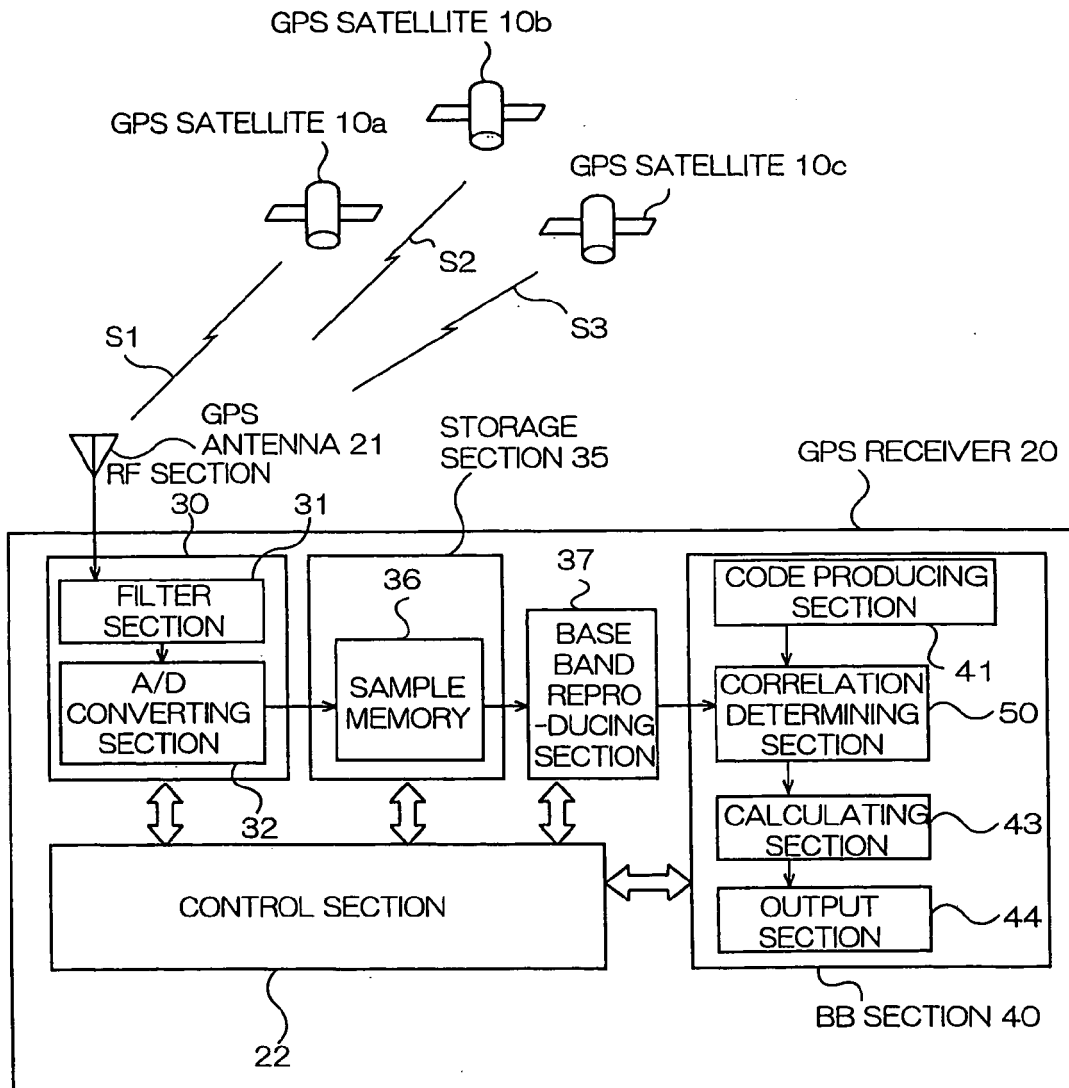 GPS SATELLITE 10b
GPS SATELLITE 10a
GPS SATELLITE 10c
S2
S3
S1
GPS
ANTENNA 21
RF SECTION
STORAGE
SECTION 35
GPS RECEIVER 20
30
31
36
37
FILTER
SECTION
A/D
CONVERTING
SECTION
32
SAMPLE
MEMORY
BASE
BAND
REPRO
-DUCING
SECTION
CODE PRODUCING
SECTION
41
CORRELATION
DETERMINING
SECTION
50
CALCULATING
SECTION
43
OUTPUT
SECTION
44
CONTROL SECTION
22
BB SECTION 40